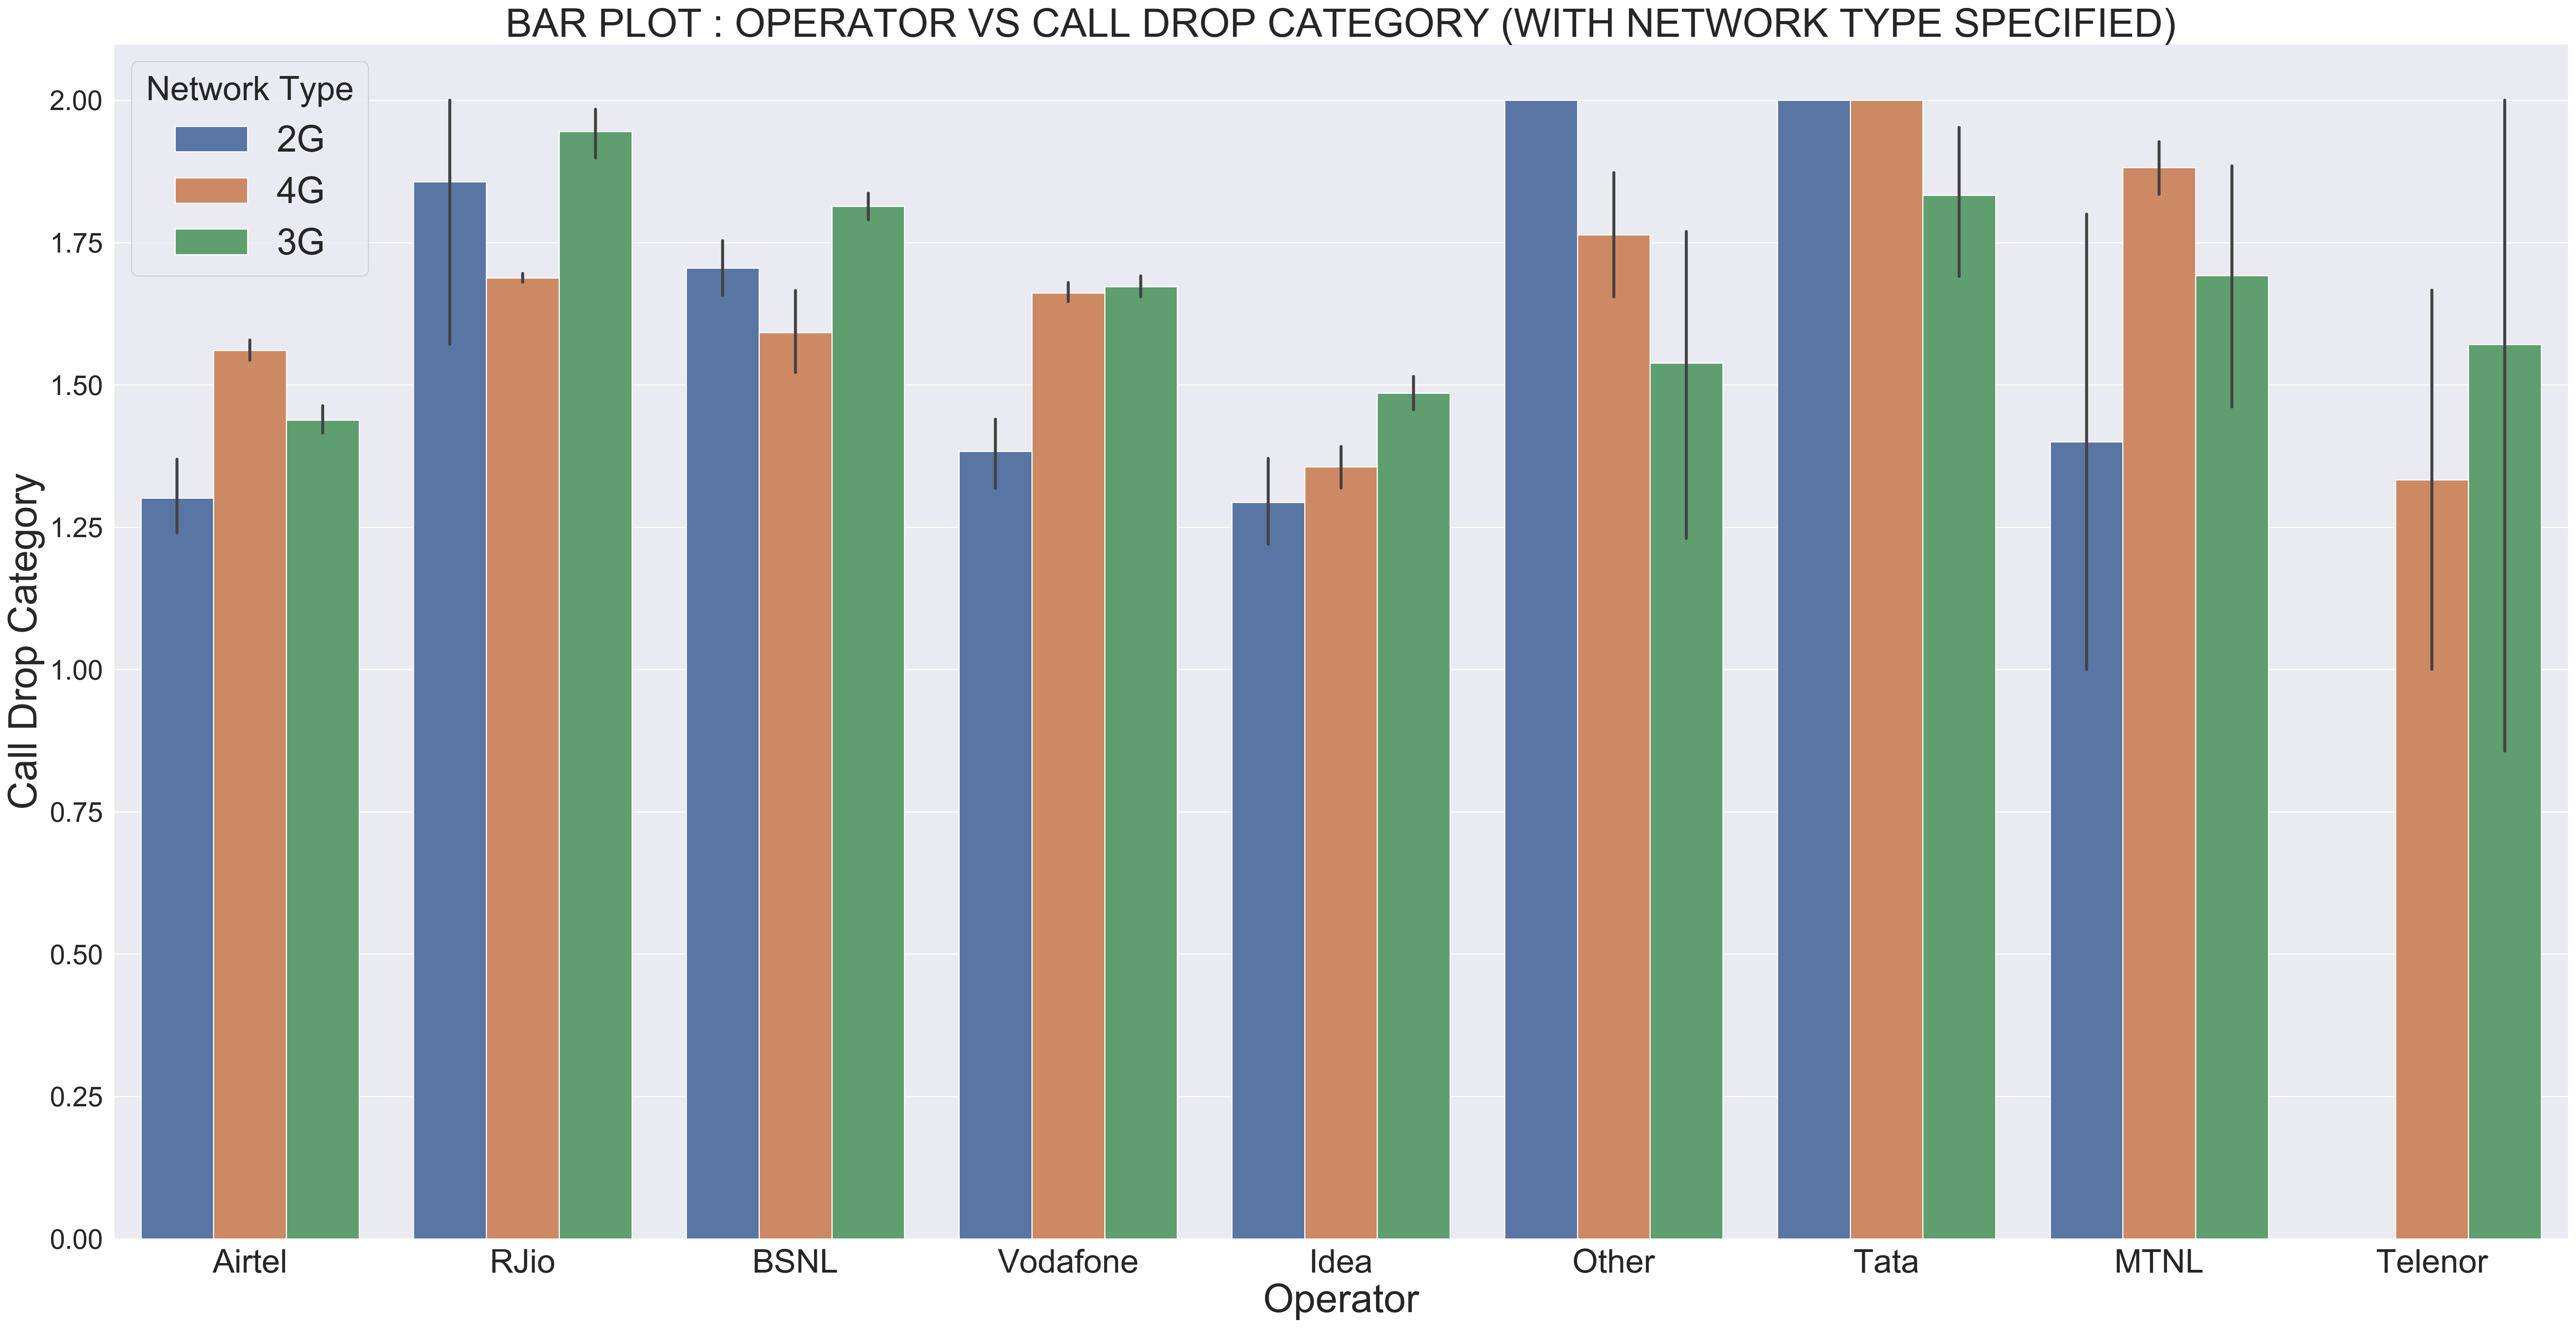 BAR PLOT : OPERATOR VS CALL DROP CATEGORY (WITH NETWORK TYPE SPECIFIED)
Network Type
2G
4G
3G
Call Drop Category
2.00
1.75
1.50
1.25
1.00
0.75
0.50
0.25
0.00
Airtel RJio BSNL Vodafone Idea Other Tata MTNL Telenor
Operator